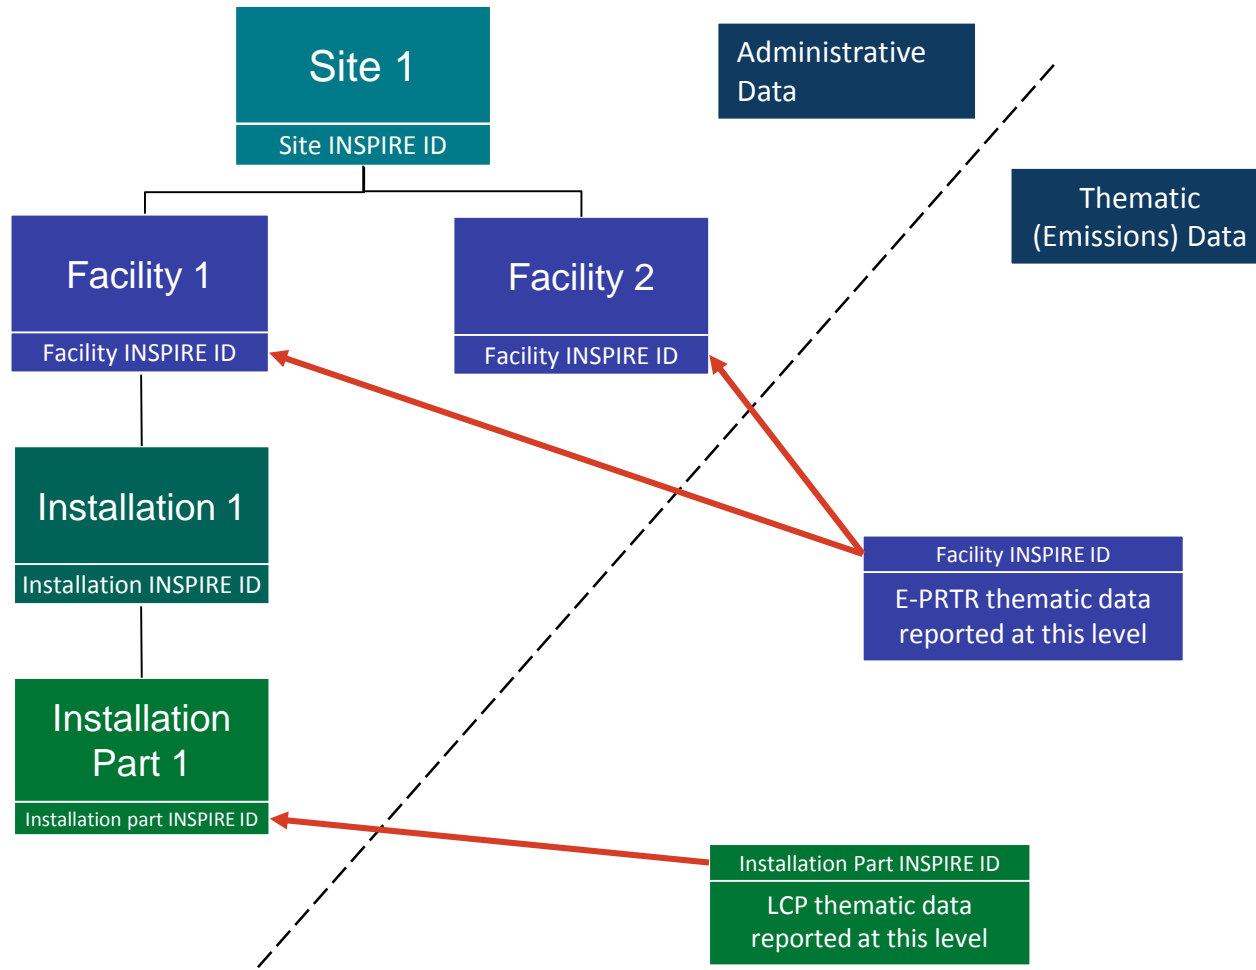 Site 1
Site INSPIRE ID
Administrative
Data
Thematic
(Emissions) Data
Facility 1
Facility INSPIRE ID
Facility 2
Facility INSPIRE ID
Installation 1
Installation INSPIRE ID
Facility INSPIRE ID
E-PRTR thematic data
reported at this level
Installation
Part 1
Installation part INSPIRE ID
Installation Part INSPIRE ID
LCP thematic data
reported at this level